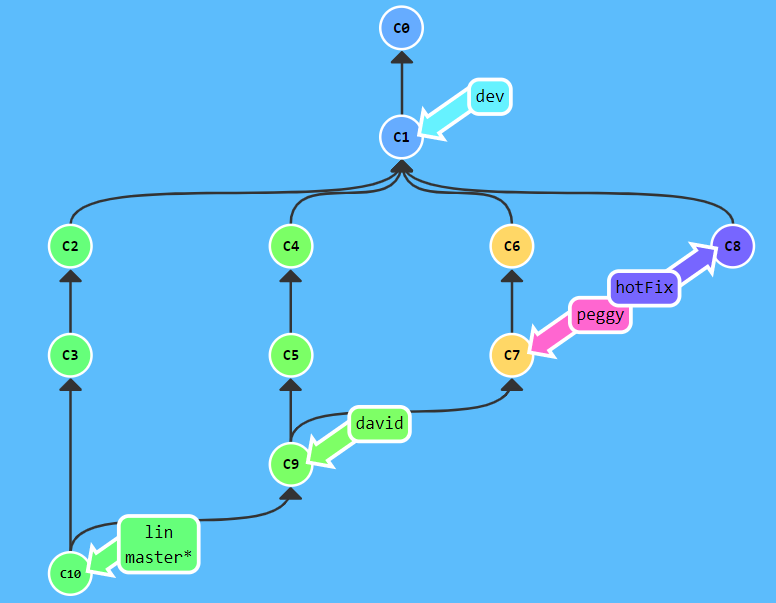 C0
dev
C1
C2
C4
C6
C8
hotFix
peggy
C3
C5
C7
david
C9
lin
master*
C10